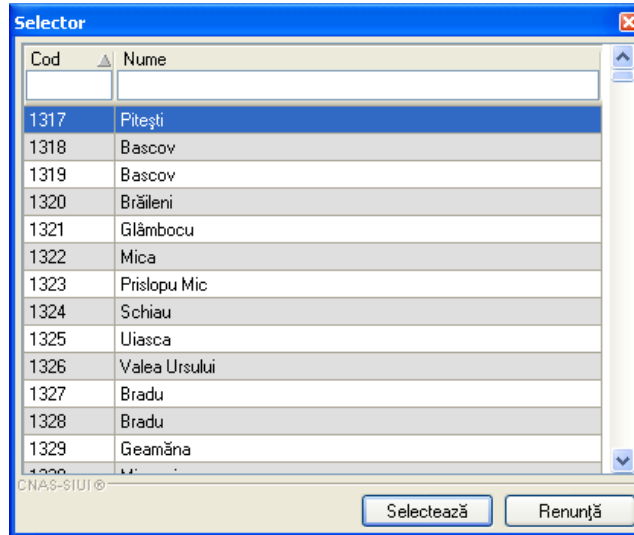 Selector
Cod Nume
1317 Piteşti
1318 Bascov
1319 Bascov
1320 Brăileni
1321 Glâmbocu
1322 Mica
1323 Prislopu Mic
1324 Schiau
1325 Uiasca
1326 Valea Ursului
1327 Bradu
1328 Bradu
1329 Geamăna
CNAS-SIUI®
Selectează Renunţă